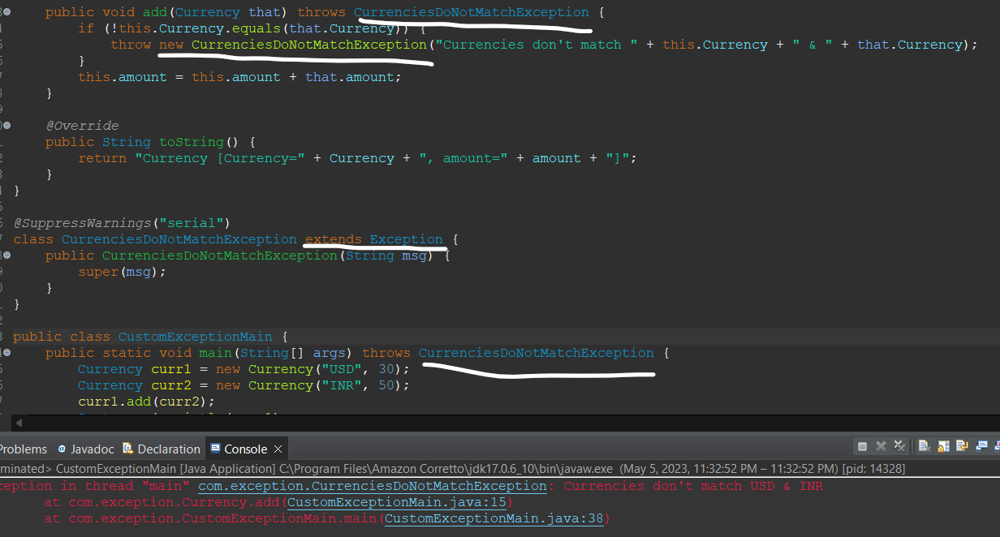 public void add(Currency that) throws CurrenciesDoNotMatchException {
if (!this.Currency.equals(that.Currency)) {
throw new CurrenciesDoNotMatchException("Currencies don't match " + this.Currency + " & " + that.Currency);
}
this.amount = this.amount + that.amount;
}
@Override
public String toString() {
return "Currency [Currency=" + Currency + ", amount=" + amount + "]";
}
}
@SuppressWarnings("serial")
class CurrenciesDoNotMatchException extends Exception {
public CurrenciesDoNotMatchException(String msg) {
super(msg);
}
}
public class CustomExceptionMain {
public static void main(String[] args) throws CurrenciesDoNotMatchException {
Currency curr1 = new Currency("USD", 30);
Currency curr2 = new Currency("INR", 50);
curr1.add(curr2);
Problems @ Javadoc Declaration Console
minated> CustomExceptionMain [Java Application] C:\Program Files\Amazon Corretto\jdk17.0.6_10\bin\javaw.exe (May 5, 2023, 11:32:52 PM – 11:32:52 PM) [pid: 14328]
ception in thread "main" com.exception.CurrenciesDoNotMatchException: Currencies don't match USD & INR
at com.exception.Currency.add(CustomExceptionMain.java:15)
at com.exception.CustomExceptionMain.main(CustomExceptionMain.java:38)